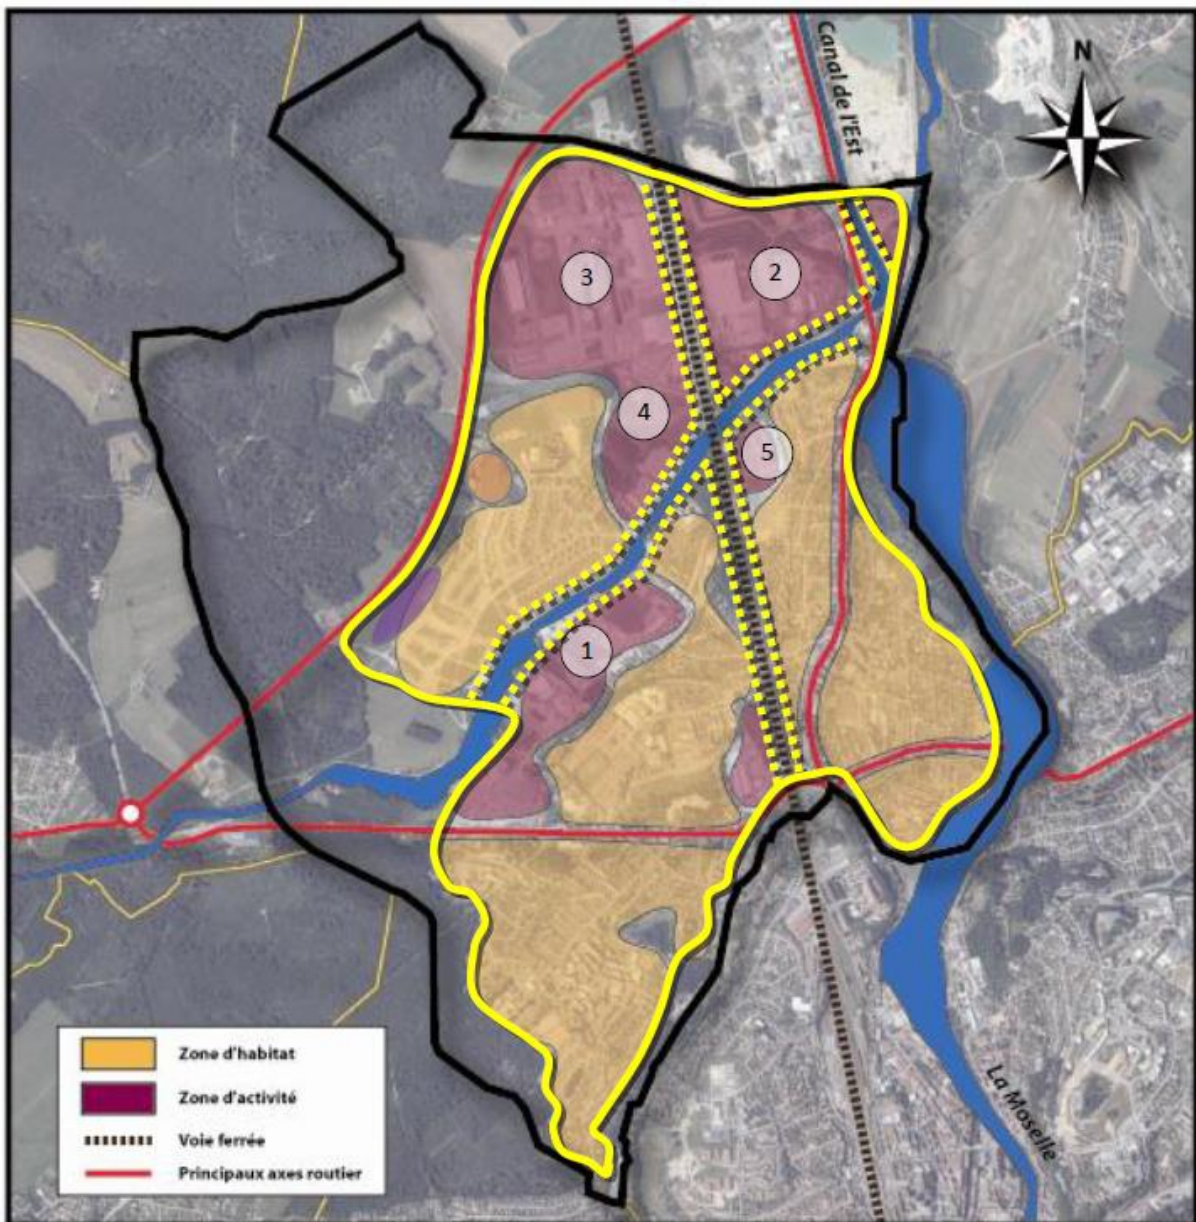 Canal de l'Est
N
3
2
4
5
1
Zone d'habitat
Zone d'activité
Voie ferrée
Principaux axes routier
La Moselle